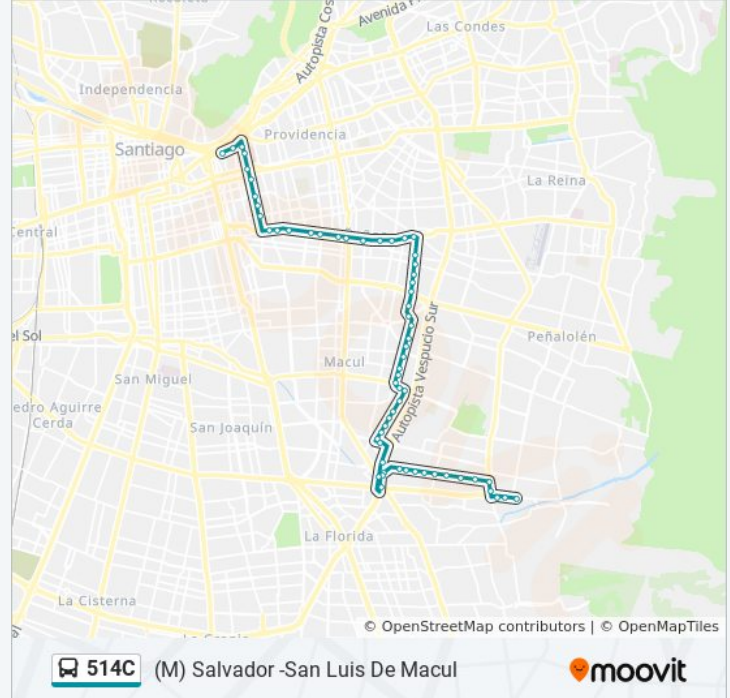 Avenida
Autopista Cos
Las Condes
Independencia
Providencia
Santiago
La Reina
Central
Autopista Vespucio Sur
el Sol
Peñalolén
Macul
San Miguel
edro Aguirre
Cerda
San Joaquín
La Florida
La Cisterna
© OpenStreetMap contributors | © OpenMapTiles
514C (M) Salvador -San Luis De Macul
moovit